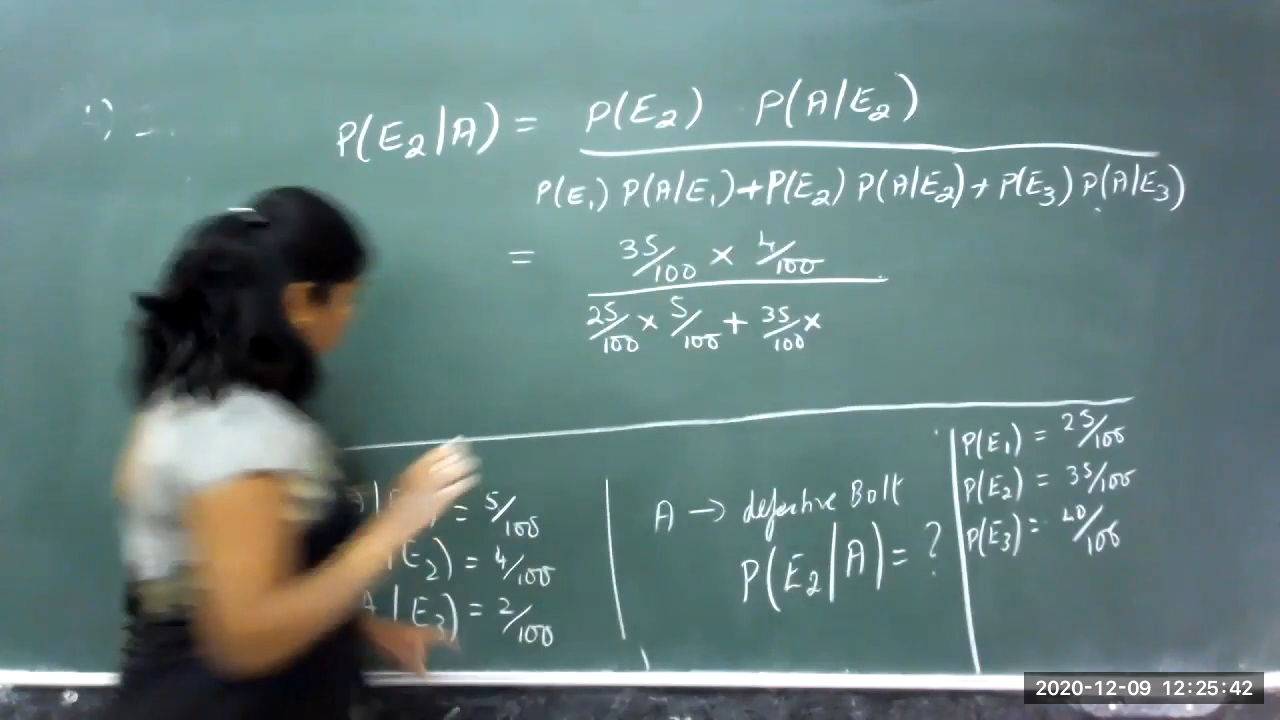 P(E₂|A) = P(E₂) P(A|E₂)
P(E₁) P(A|E₁) + P(E₂) P(A|E₂) + P(E₃) P(A|E₃)
= 35/100 × 4/100
25/100 × 5/100 + 35/100 ×
= 5/100
E₂) = 4/100
A|E₃) = 2/100
A → defective Bolt
P(E₂|A) = ?
P(E₁) = 25/100
P(E₂) = 35/100
P(E₃) = 40/100
2020-12-09 12:25:42